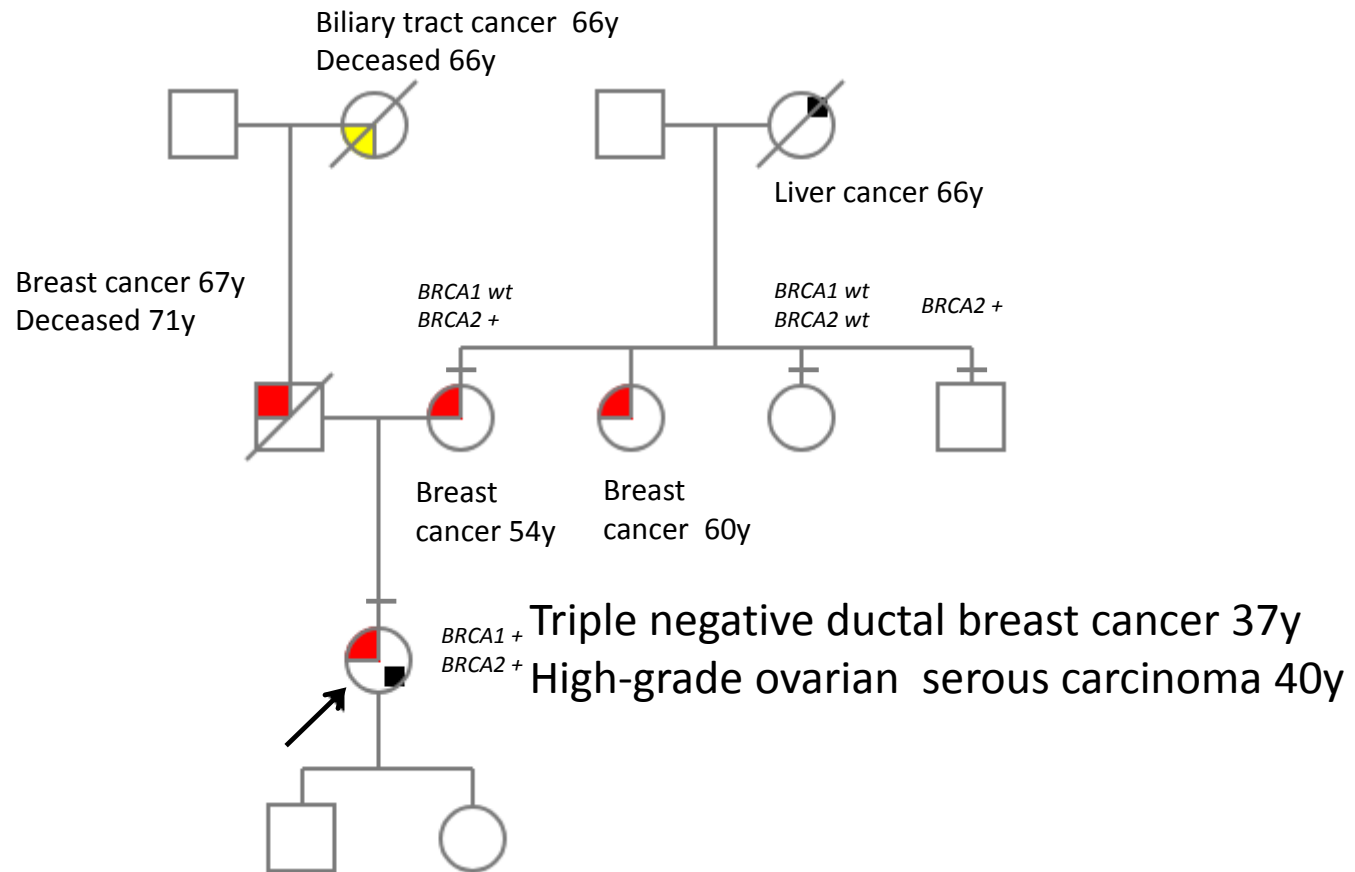 Biliary tract cancer 66y
Deceased 66y
Liver cancer 66y
Breast cancer 67y
Deceased 71y
BRCA1 wt
BRCA2 +
BRCA1 wt
BRCA2 wt
BRCA2 +
Breast
cancer 54y
Breast
cancer 60y
BRCA1 +
BRCA2 +
Triple negative ductal breast cancer 37y
High-grade ovarian serous carcinoma 40y